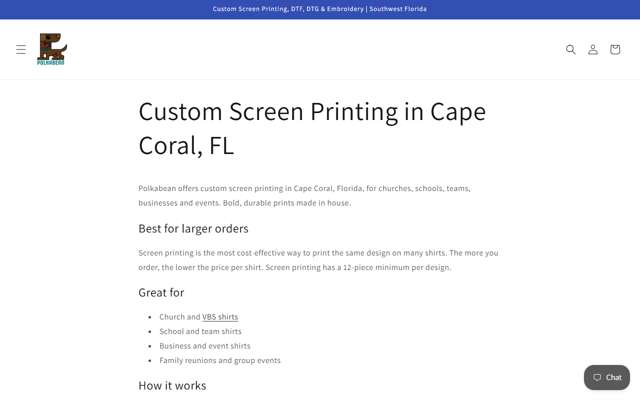 Custom Screen Printing, DTF, DTG & Embroidery | Southwest Florida
POLKABEAN
Custom Screen Printing in Cape
Coral, FL
Polkabean offers custom screen printing in Cape Coral, Florida, for churches, schools, teams,
businesses and events. Bold, durable prints made in house.
Best for larger orders
Screen printing is the most cost-effective way to print the same design on many shirts. The more you
order, the lower the price per shirt. Screen printing has a 12-piece minimum per design.
Great for
Church and VBS shirts
School and team shirts
Business and event shirts
Family reunions and group events
How it works
Chat